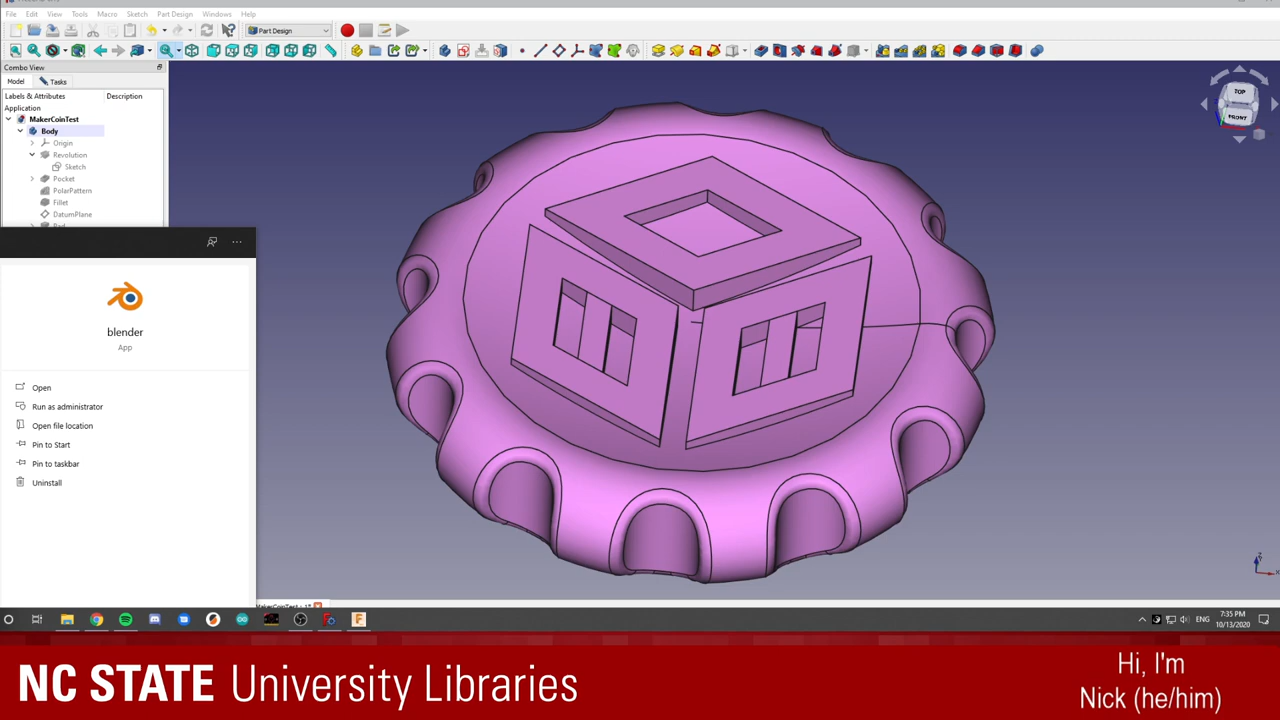 File Edit View Tools Macro Sketch Part Design Windows Help
Part Design
Combo View
Model Tasks
Labels & Attributes Description
Application
MakerCoinTest
Body
Origin
Revolution
Sketch
Pocket
PolarPattern
Fillet
DatumPlane
TOP
FRONT
blender
App
Open
Run as administrator
Open file location
Pin to Start
Pin to taskbar
Uninstall
MakerCoinTest : 1*
ENG
7:35 PM
10/13/2020
NC STATE University Libraries
Hi, I'm
Nick (he/him)